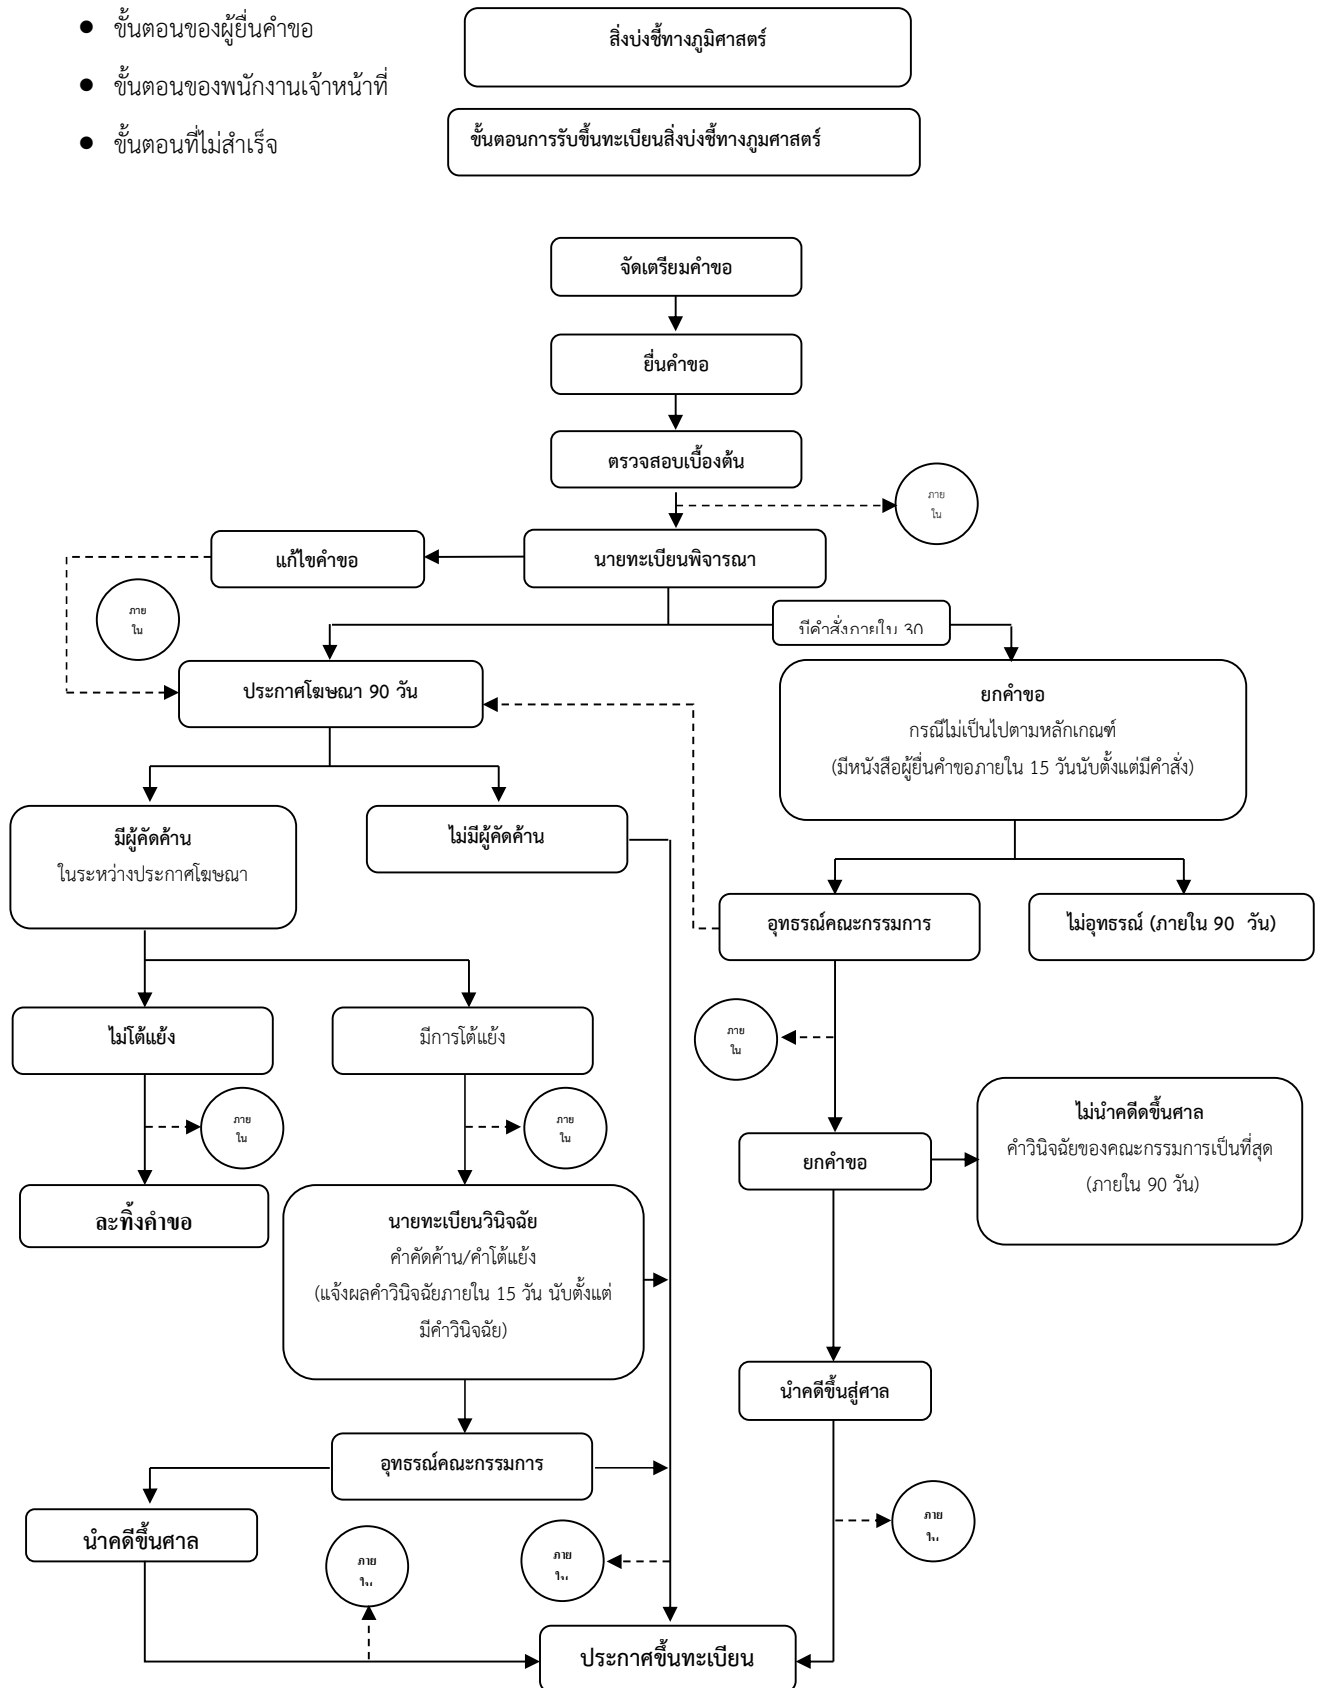 ขั้นตอนของผู้ยื่นคำขอ
ขั้นตอนของพนักงานเจ้าหน้าที่
ขั้นตอนที่ไม่สำเร็จ
สิ่งบ่งชี้ทางภูมิศาสตร์
ขั้นตอนการรับขึ้นทะเบียนสิ่งบ่งชี้ทางภูมศาสตร์
จัดเตรียมคำขอ
ยื่นคำขอ
ตรวจสอบเบื้องต้น
ภาย
ใน
แก้ไขคำขอ
นายทะเบียนพิจารณา
ภาย
ใน
มีคำสั่งภายใน 30
ประกาศโฆษณา 90 วัน
ยกคำขอ
กรณีไม่เป็นไปตามหลักเกณฑ์
(มีหนังสือผู้ยื่นคำขอภายใน 15 วันนับตั้งแต่มีคำสั่ง)
มีผู้คัดค้าน
ในระหว่างประกาศโฆษณา
ไม่มีผู้คัดค้าน
อุทธรณ์คณะกรรมการ
ไม่อุทธรณ์ (ภายใน 90 วัน)
ไม่โต้แย้ง
มีการโต้แย้ง
ภาย
ใน
ภาย
ใน
ภาย
ใน
ไม่นำคดีดขึ้นศาล
คำวินิจฉัยของคณะกรรมการเป็นที่สุด
(ภายใน 90 วัน)
ยกคำขอ
ละทิ้งคำขอ
นายทะเบียนวินิจฉัย
คำคัดค้าน/คำโต้แย้ง
(แจ้งผลคำวินิจฉัยภายใน 15 วัน นับตั้งแต่
มีคำวินิจฉัย)
นำคดีขึ้นสู่ศาล
อุทธรณ์คณะกรรมการ
นำคดีขึ้นศาล
ภาย
ใน
ภาย
ใน
ภาย
ใน
ประกาศขึ้นทะเบียน